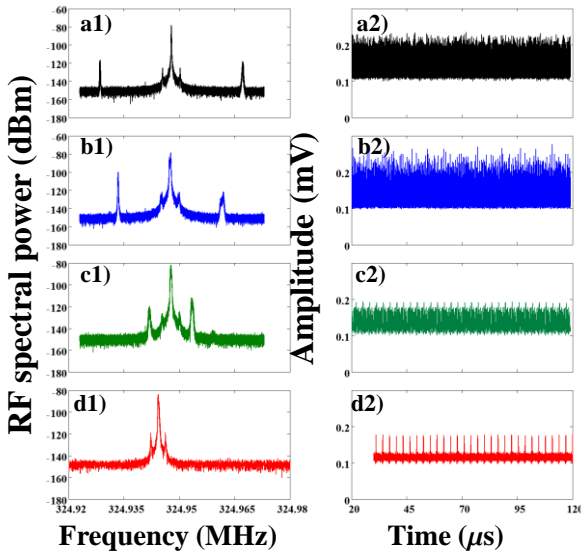 a1)
-60
-80
-100
-120
-140
-160
-180
b1)
-60
-80
-100
-120
-140
-160
-180
c1)
-80
-100
-120
-140
-160
-180
d1)
-80
-100
-120
-140
-160
-180
324.92 324.935 324.95 324.965 324.98
RF spectral power (dBm)
Frequency (MHz)
a2)
0.2
0.1
0
b2)
0.2
0.1
0
c2)
0.2
0.1
0
d2)
0.2
0.1
0
20 45 70 95 120
Amplitude (mV)
Time (μs)